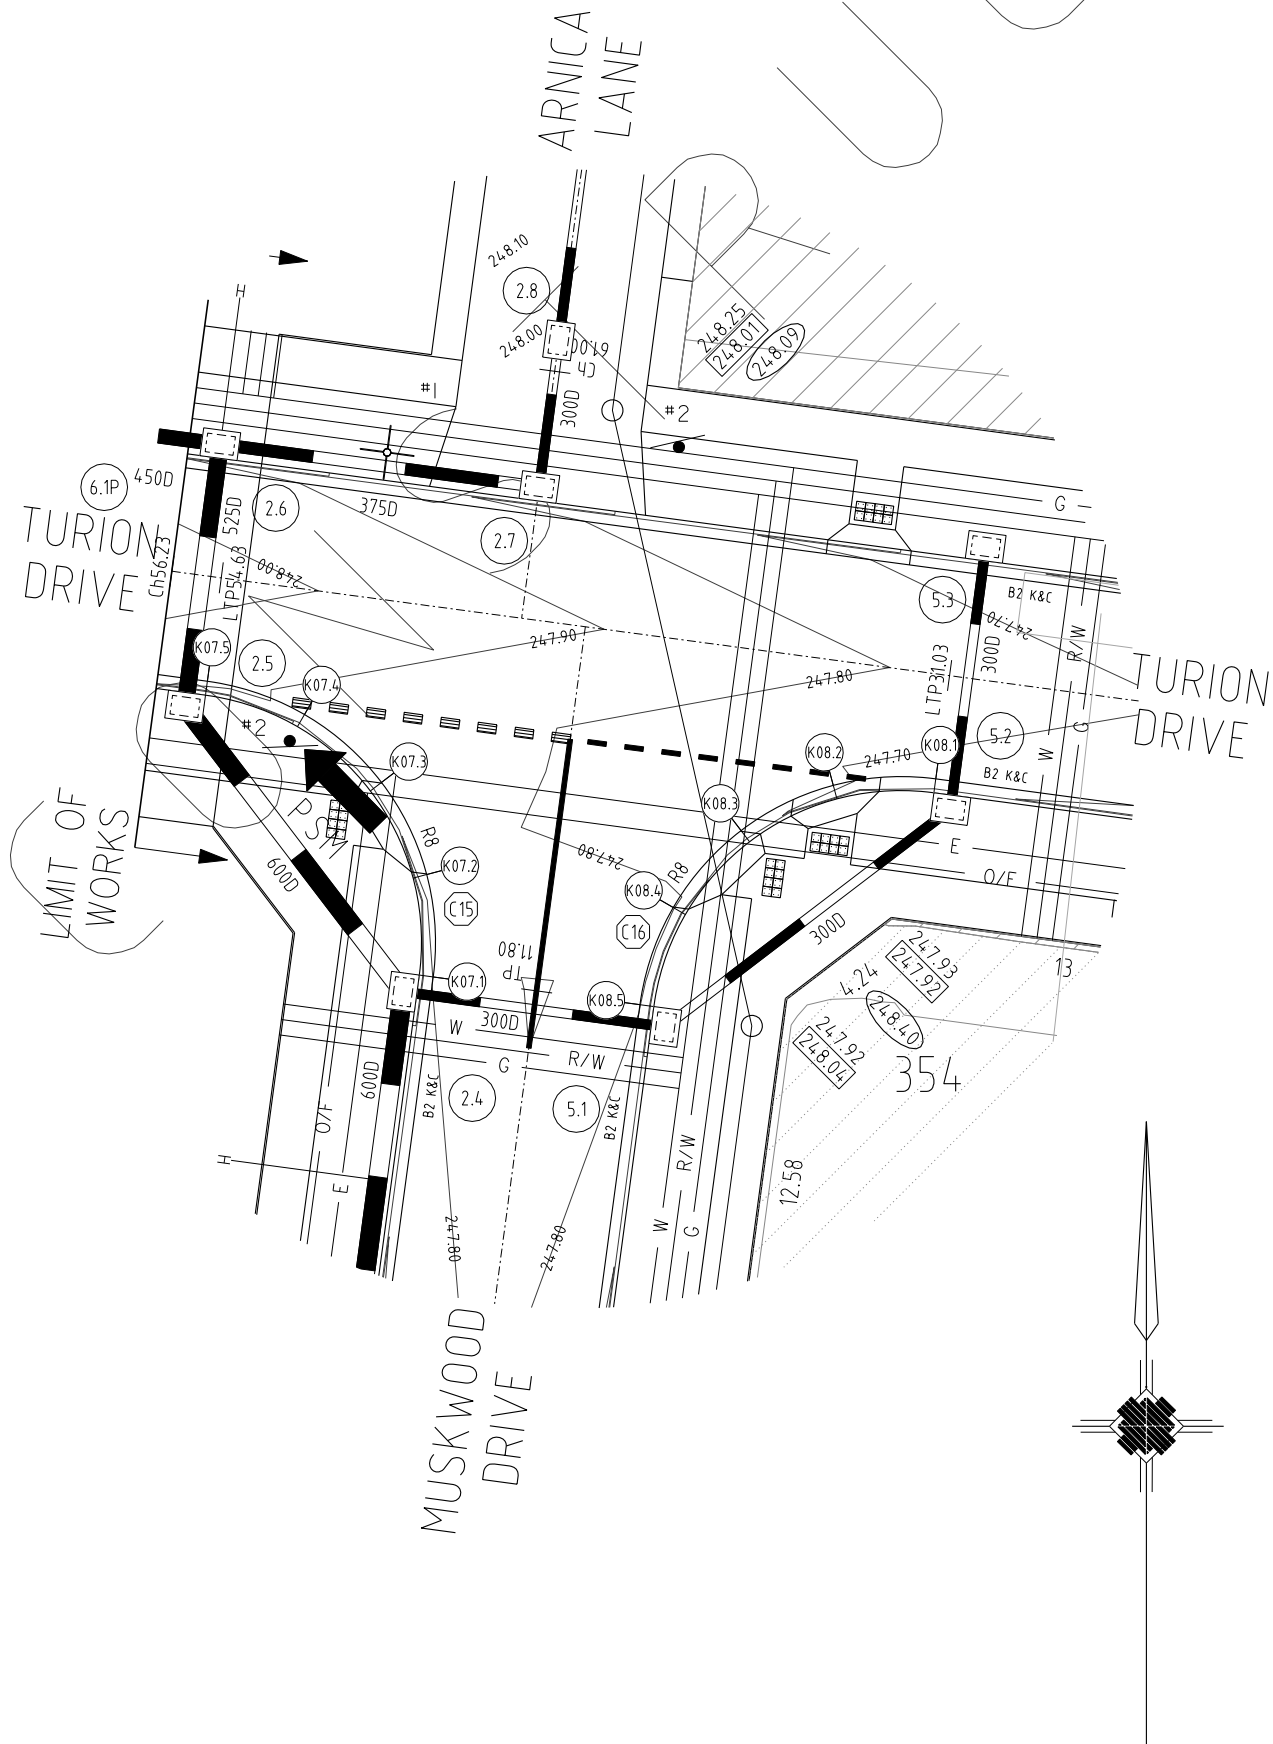 ARNICA
LANE
248.10
H
2.8
248.25
248.01
248.09
248.00
Ch
61.00
#1
300D
#2
6.1P
450D
525D
2.6
375D
G
TURION
DRIVE
Ch56.23
LTP54.63
248.00
2.7
5.3
B2 K&C
247.70
R/W
K07.5
2.5
247.90
300D
LTP31.03
TURION
DRIVE
K07.4
247.80
G
#2
K08.2
K08.1
5.2
W
247.70
K07.3
B2 K&C
K08.3
LIMIT OF
WORKS
PSM
R8
E
600D
247.80
K07.2
R8
K08.4
O/F
C15
C16
300D
TP
11.80
247.93
247.92
13
4.24
K07.1
K08.5
248.40
W
300D
247.92
248.04
G
R/W
354
600D
B2 K&C
2.4
5.1
B2 K&C
O/F
H
E
R/W
12.58
247.80
247.80
W
G
MUSKWOOD
DRIVE